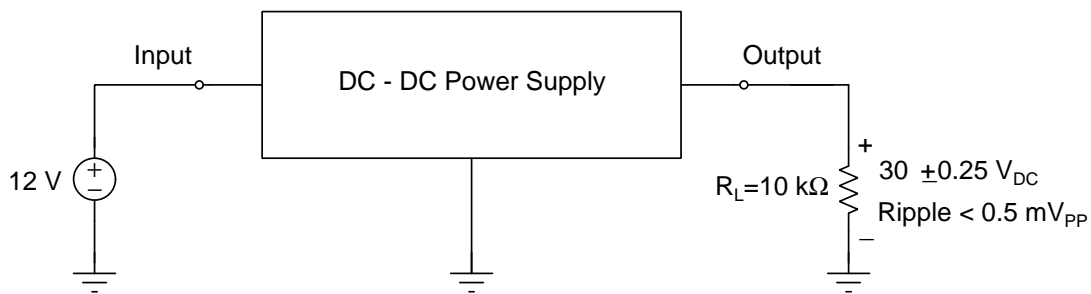 Input
DC - DC Power Supply
Output
12 V
+
−
R_L=10 kΩ
+
30 ±0.25 V_DC
Ripple < 0.5 mV_PP
−